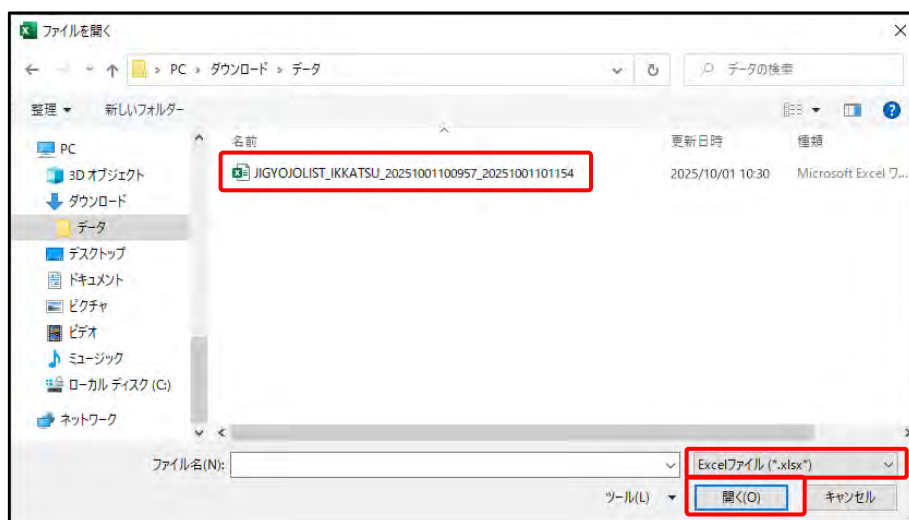 ファイルを開く
PC › ダウンロード › データ
データの検索
整理
新しいフォルダー
名前
更新日時
種類
PC
3D オブジェクト
ダウンロード
データ
デスクトップ
ドキュメント
ピクチャ
ビデオ
ミュージック
ローカル ディスク (C:)
ネットワーク
JIGYOJOLIST_IKKATSU_20251001100957_20251001101154
2025/10/01 10:30
Microsoft Excel ワ...
ファイル名(N):
Excelファイル (*.xlsx*)
ツール(L)
開く(O)
キャンセル